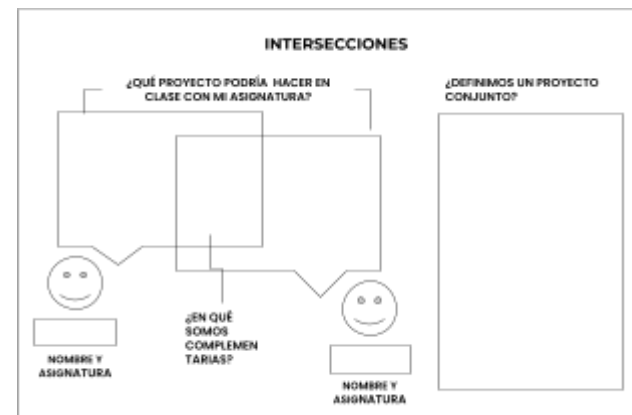 INTERSECCIONES
¿QUÉ PROYECTO PODRÍA HACER EN
CLASE CON MI ASIGNATURA?
¿DEFINIMOS UN PROYECTO
CONJUNTO?
¿EN QUÉ
SOMOS
COMPLEMEN
TARIAS?
NOMBRE Y
ASIGNATURA
NOMBRE Y
ASIGNATURA